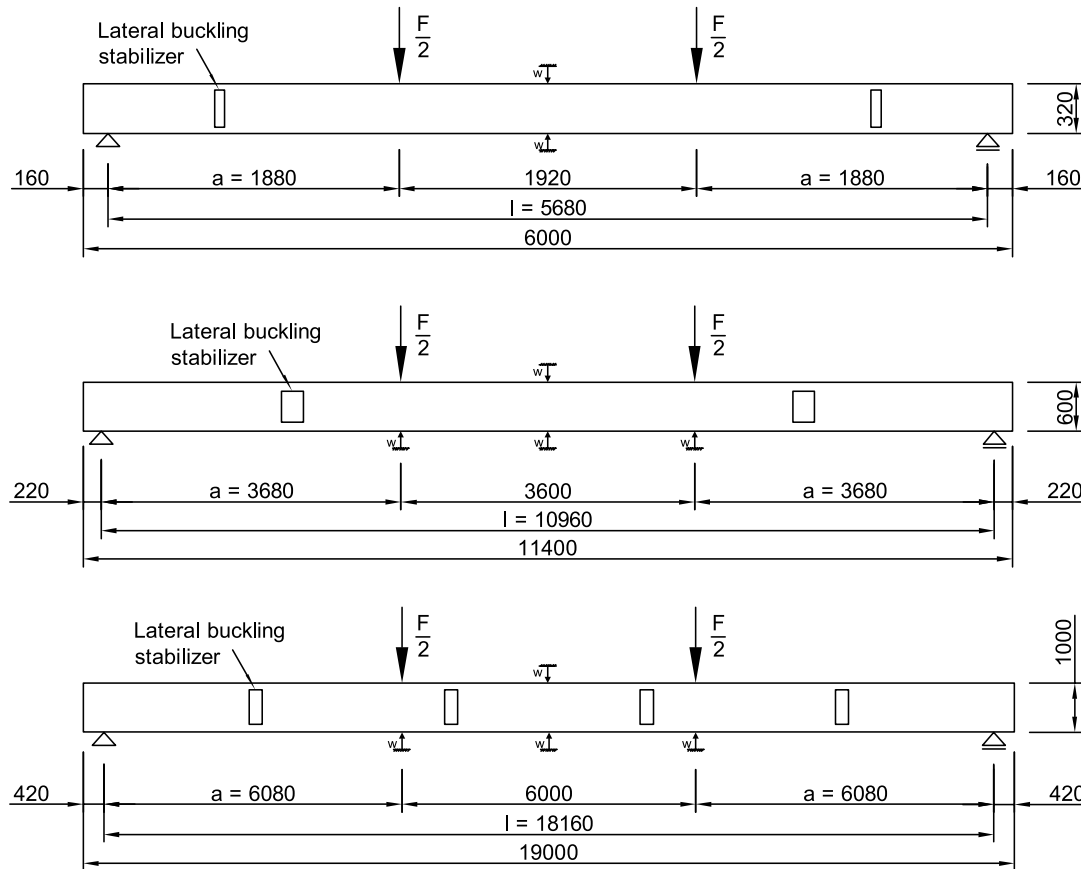 Lateral buckling
stabilizer
F
2
F
2
w
w
320
160
a = 1880
1920
a = 1880
160
l = 5680
6000
Lateral buckling
stabilizer
F
2
F
2
w
w
w
w
600
220
a = 3680
3600
a = 3680
220
l = 10960
11400
Lateral buckling
stabilizer
F
2
F
2
w
w
w
w
1000
420
a = 6080
6000
a = 6080
420
l = 18160
19000